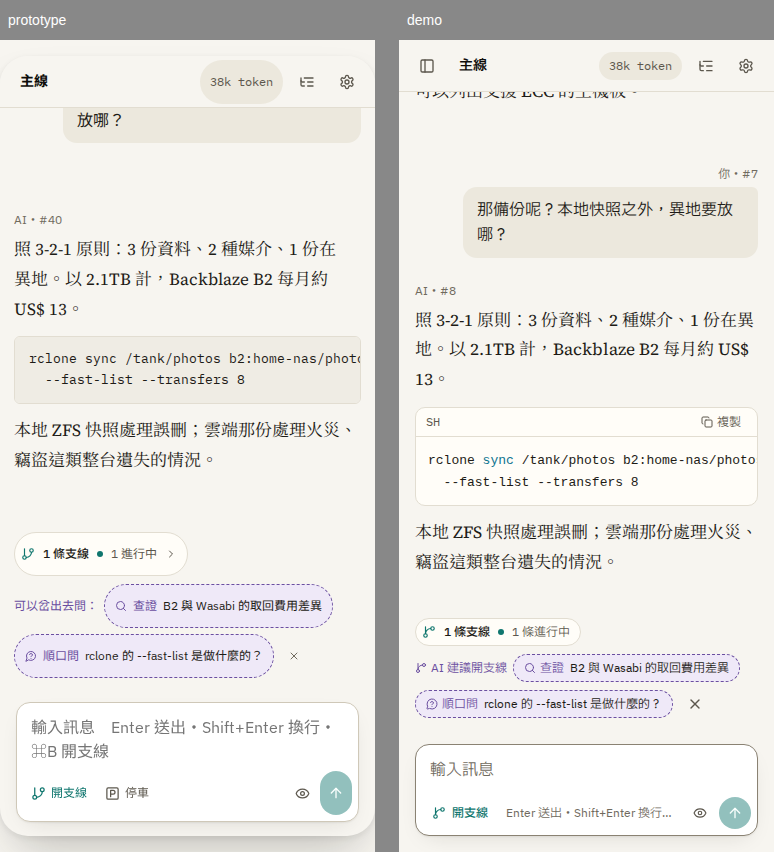 prototype
主線
38k token
放哪？
AI・#40
照 3-2-1 原則：3 份資料、2 種媒介、1 份在
異地。以 2.1TB 計，Backblaze B2 每月約
US$ 13。
rclone sync /tank/photos b2:home-nas/photo
--fast-list --transfers 8
本地 ZFS 快照處理誤刪；雲端那份處理火災、
竊盜這類整台遺失的情況。
1 條支線 • 1 進行中
可以岔出去問：
查證 B2 與 Wasabi 的取回費用差異
順口問 rclone 的 --fast-list 是做什麼的？
輸入訊息 Enter 送出・Shift+Enter 換行・
⌘B 開支線
開支線
P 停車
demo
主線
38k token
可以列出支援 ECC 的主機板。
你・#7
那備份呢？本地快照之外，異地要放
哪？
AI・#8
照 3-2-1 原則：3 份資料、2 種媒介、1 份在異
地。以 2.1TB 計，Backblaze B2 每月約 US$
13。
SH
複製
rclone sync /tank/photos b2:home-nas/photo
--fast-list --transfers 8
本地 ZFS 快照處理誤刪；雲端那份處理火災、
竊盜這類整台遺失的情況。
1 條支線 • 1 條進行中
AI 建議開支線
查證 B2 與 Wasabi 的取回費用差異
順口問 rclone 的 --fast-list 是做什麼的？
輸入訊息
開支線
Enter 送出・Shift+Enter 換行...